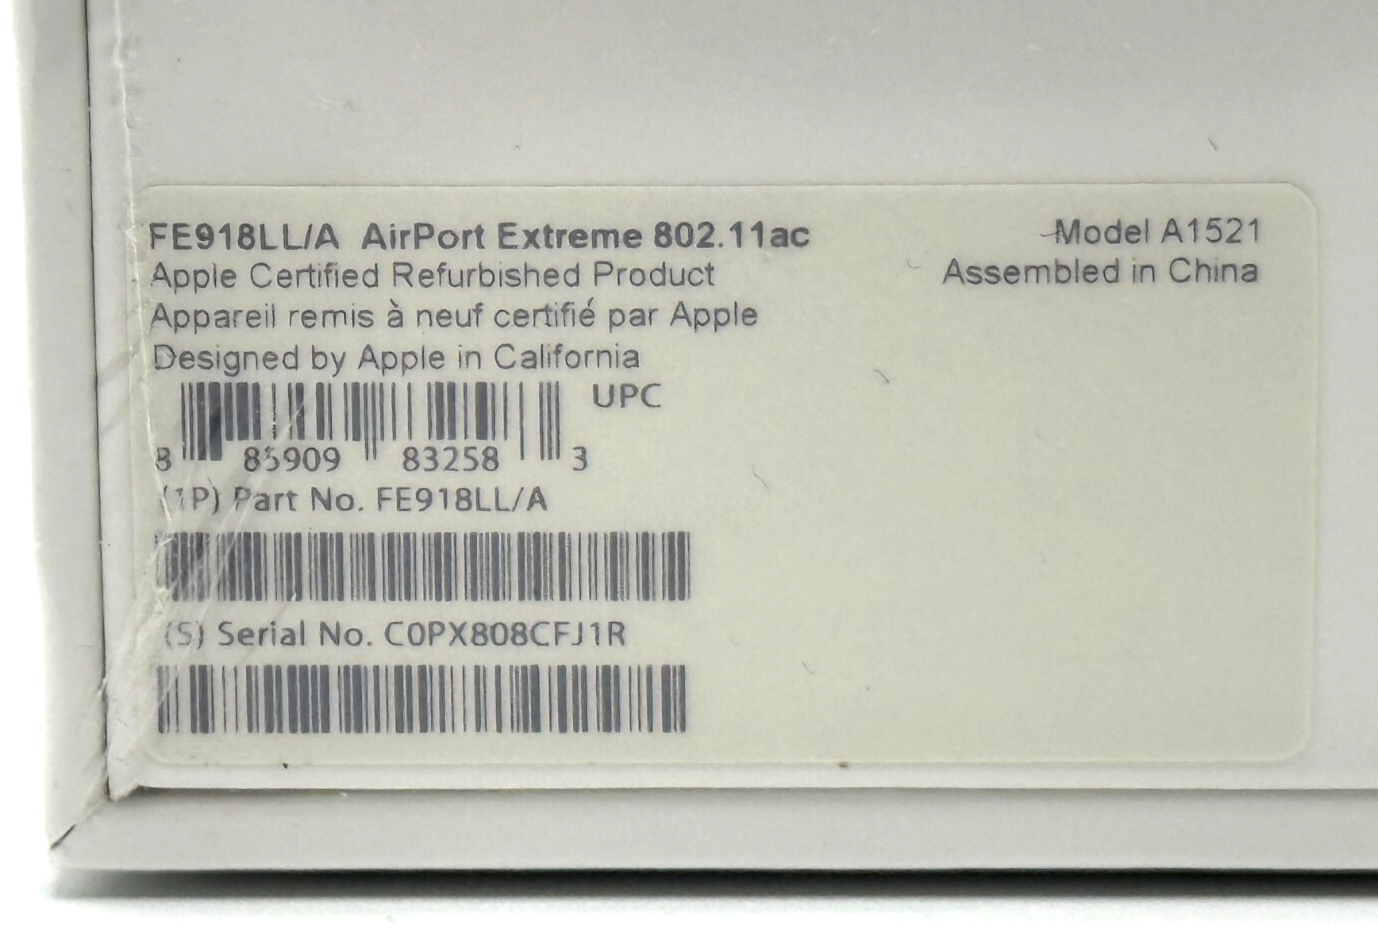 FE918LL/A AirPort Extreme 802.11ac
Model A1521
Apple Certified Refurbished Product
Assembled in China
Appareil remis à neuf certifié par Apple
Designed by Apple in California
UPC
8 85909 83258 3
(1P) Part No. FE918LL/A
(S) Serial No. C0PX808CFJ1R